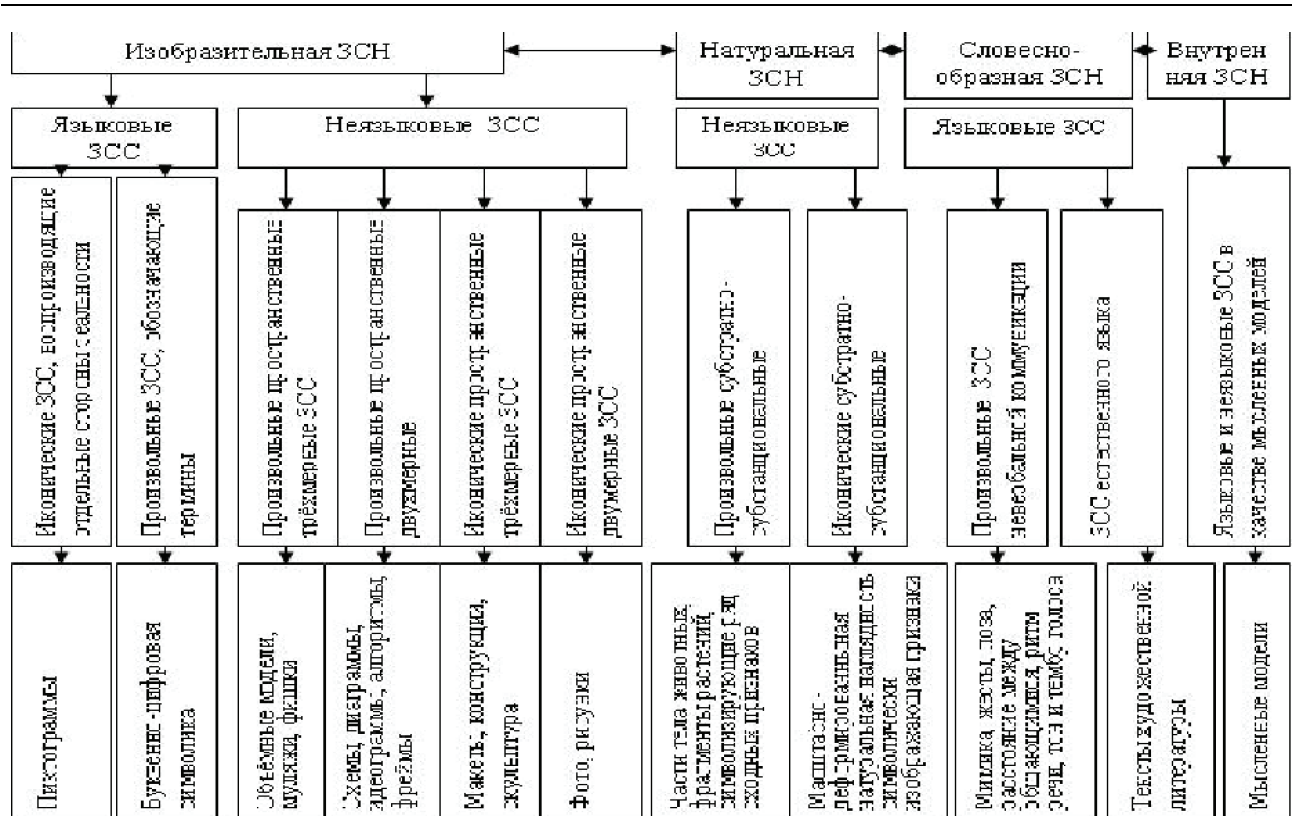 Изобразительная ЗСН
Натуральная
ЗСН
Словесно-
образная ЗСН
Внутрен
няя ЗСН
Языковые
ЗСС
Неязыковые ЗСС
Неязыковые
ЗСС
Языковые ЗСС
Иконические ЗСС, воспроизводящие
отдельные стороны реальности
Произвольные ЗСС, обозначающие
термины
Произвольные пространственные
трёхмерные ЗСС
Произвольные пространственные
двухмерные
Иконические пространственные
трёхмерные ЗСС
Иконические пространственные
двумерные ЗСС
Произвольные субстратно-
субстанциональные
Иконические субстратно-
субстанциональные
Произвольные ЗСС
невербальной коммуникации
ЗСС естественного языка
Языковые и неязыковые ЗСС в
качестве мысленных моделей
Пиктограммы
Буквенно-цифровая
символика
Объёмные модели,
муляжи, фишки
Схемы, диаграммы,
идеограммы, алгоритмы,
фреймы
Макеты, конструкции,
скульптура
Фото, рисунки
Части тела животных,
фрагменты растений,
символизирующие ряд
сходных признаков
Масштабно-
деформированная
натуральная наглядность
символически
изображающая признаки
Мимика, жесты, поза,
расстояние между
общающимися, ритм
речи, тон и тембр голоса
Тексты художественной
литературы
Мысленные модели